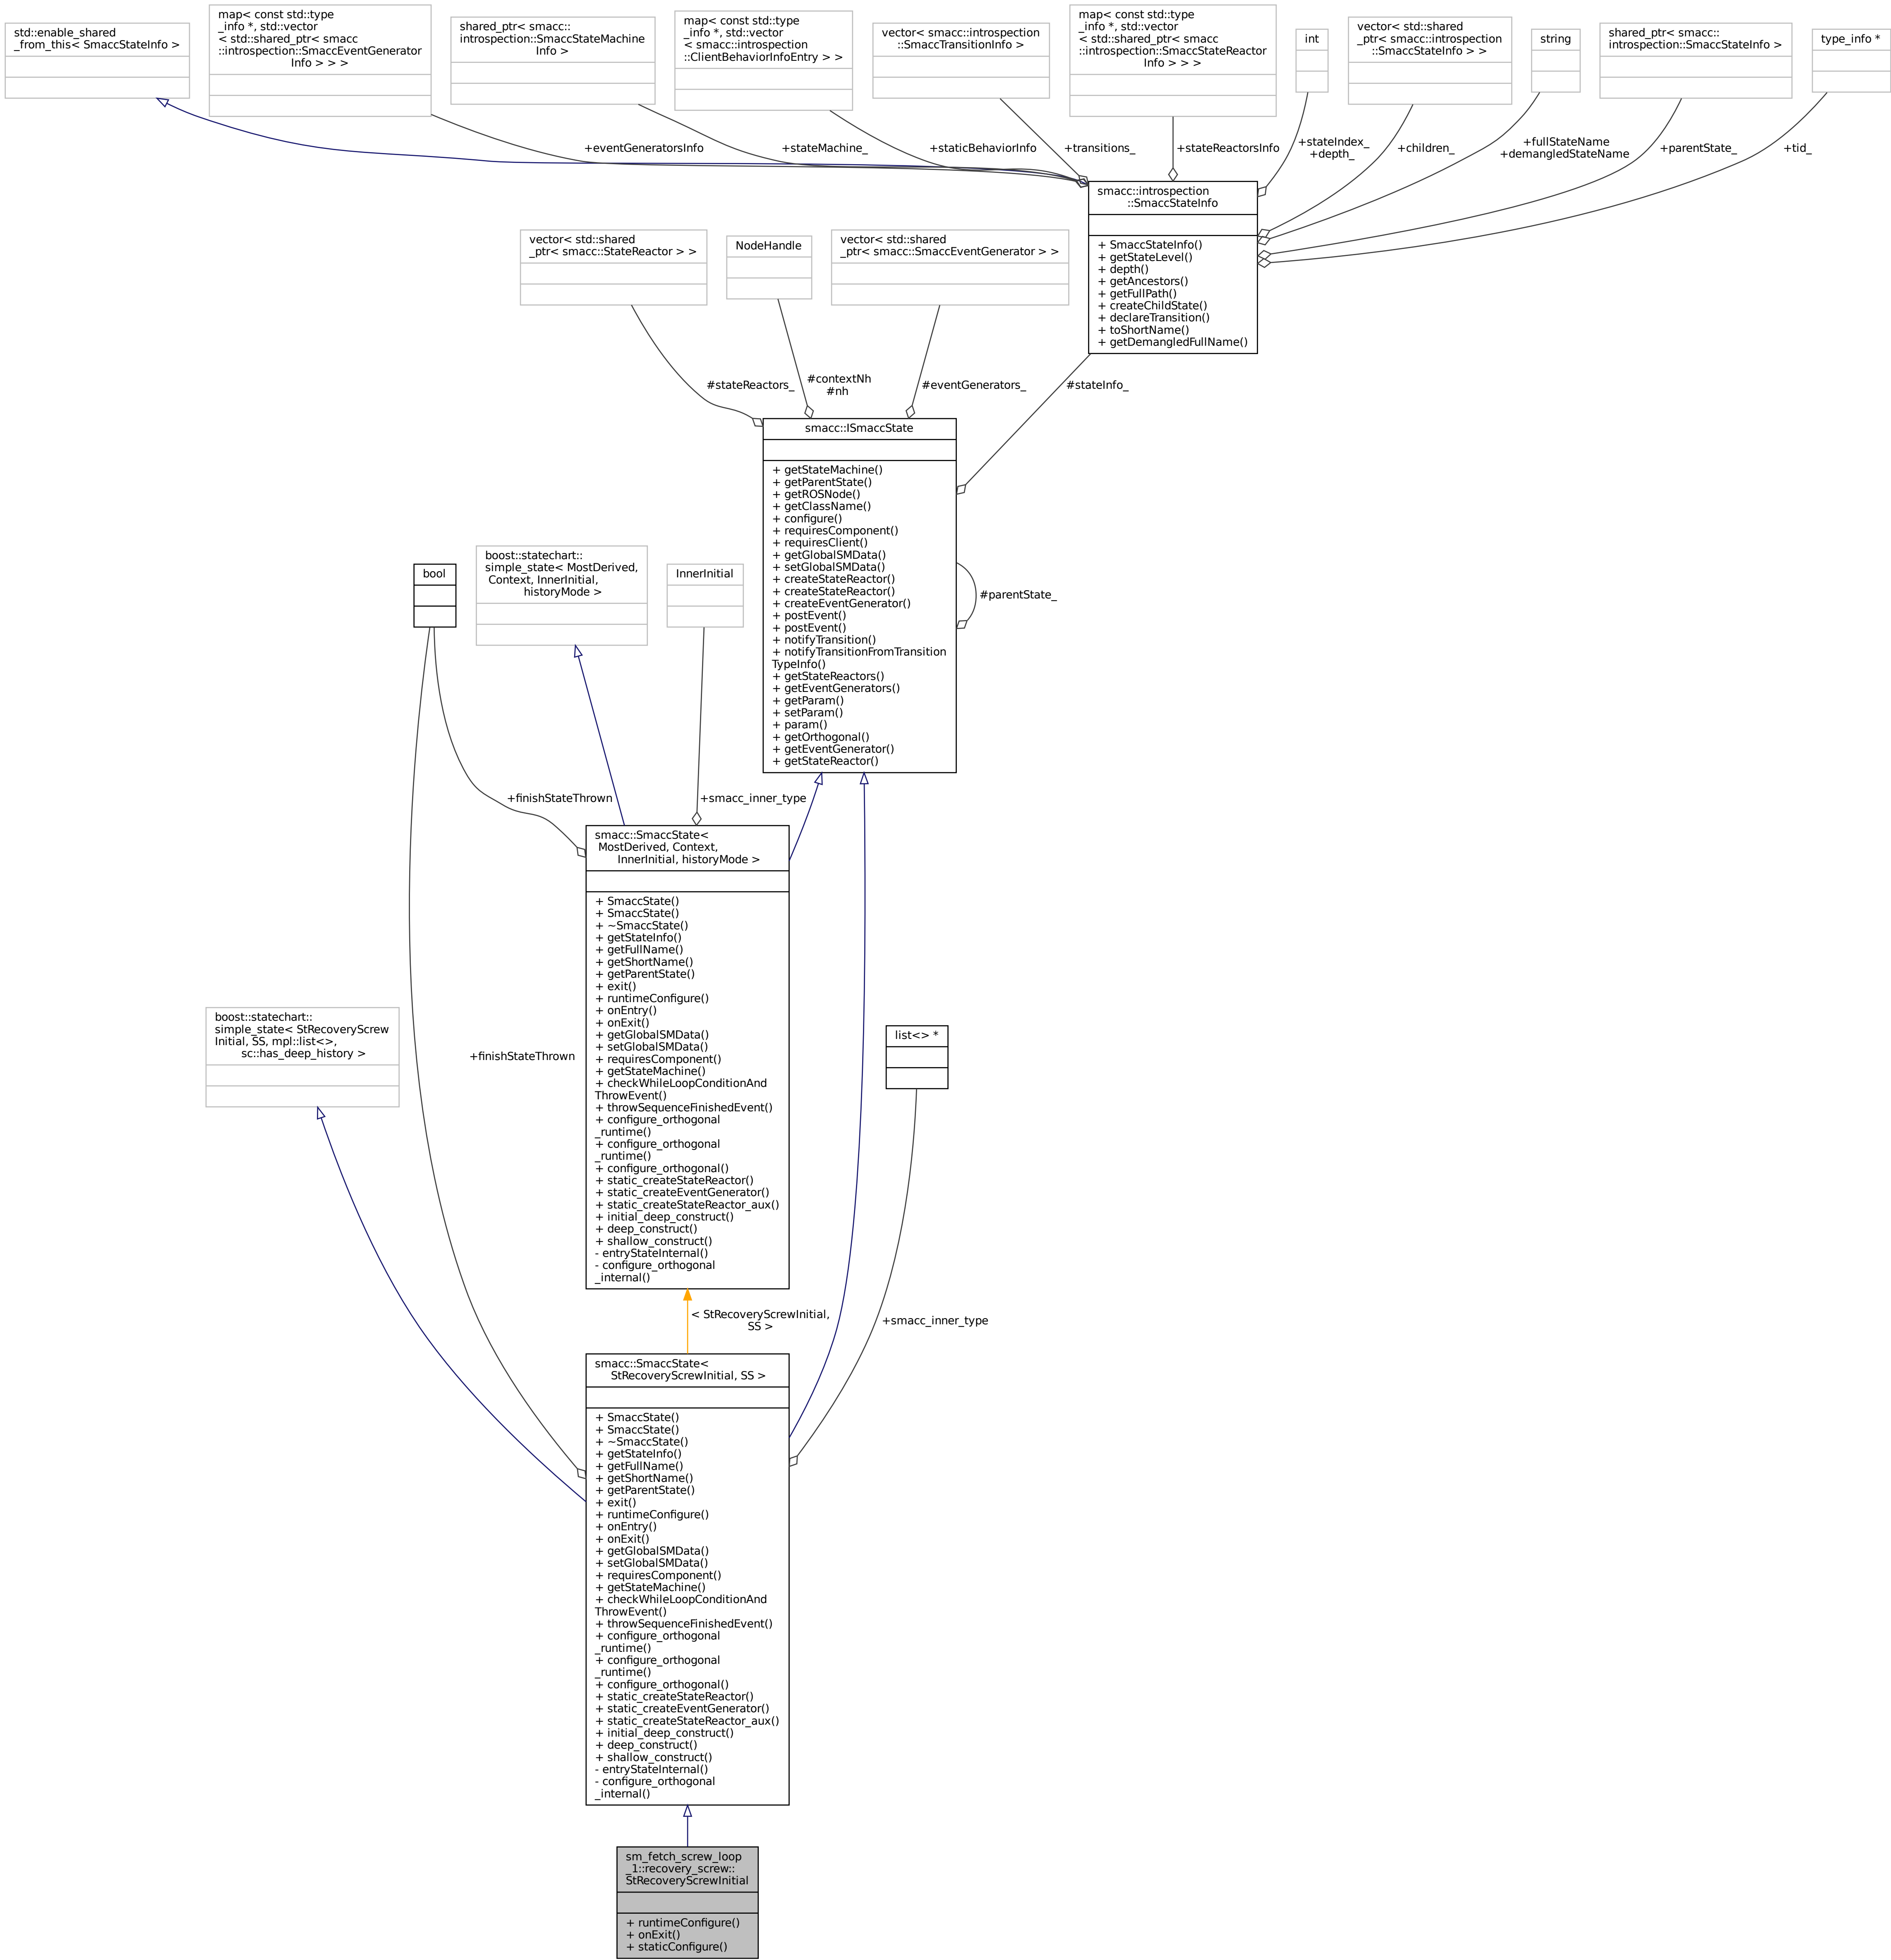 std::enable_shared
_from_this< SmaccStateInfo >
map< const std::type
_info *, std::vector
< std::shared_ptr< smacc
::introspection::SmaccEventGenerator
Info > > >
shared_ptr< smacc::
introspection::SmaccStateMachine
Info >
map< const std::type
_info *, std::vector
< smacc::introspection
::ClientBehaviorInfoEntry > >
vector< smacc::introspection
::SmaccTransitionInfo >
map< const std::type
_info *, std::vector
< std::shared_ptr< smacc
::introspection::SmaccStateReactor
Info > > >
int
vector< std::shared
_ptr< smacc::introspection
::SmaccStateInfo > >
string
shared_ptr< smacc::
introspection::SmaccStateInfo >
type_info *
+eventGeneratorsInfo
+stateMachine_
+staticBehaviorInfo
+transitions_
+stateReactorsInfo
+stateIndex_
+depth_
+children_
+fullStateName
+demangledStateName
+parentState_
+tid_
smacc::introspection
::SmaccStateInfo
+ SmaccStateInfo()
+ getStateLevel()
+ depth()
+ getAncestors()
+ getFullPath()
+ createChildState()
+ declareTransition()
+ toShortName()
+ getDemangledFullName()
vector< std::shared
_ptr< smacc::StateReactor > >
NodeHandle
vector< std::shared
_ptr< smacc::SmaccEventGenerator > >
#stateReactors_
#contextNh
#nh
#eventGenerators_
#stateInfo_
smacc::ISmaccState
+ getStateMachine()
+ getParentState()
+ getROSNode()
+ getClassName()
+ configure()
+ requiresComponent()
+ requiresClient()
+ getGlobalSMData()
+ setGlobalSMData()
+ createStateReactor()
+ createStateReactor()
+ createEventGenerator()
+ postEvent()
+ postEvent()
+ notifyTransition()
+ notifyTransitionFromTransition
TypeInfo()
+ getStateReactors()
+ getEventGenerators()
+ getParam()
+ setParam()
+ param()
+ getOrthogonal()
+ getEventGenerator()
+ getStateReactor()
#parentState_
bool
boost::statechart::
simple_state< MostDerived,
Context, InnerInitial,
historyMode >
InnerInitial
+finishStateThrown
+smacc_inner_type
smacc::SmaccState<
MostDerived, Context,
InnerInitial, historyMode >
+ SmaccState()
+ SmaccState()
+ ~SmaccState()
+ getStateInfo()
+ getFullName()
+ getShortName()
+ getParentState()
+ exit()
+ runtimeConfigure()
+ onEntry()
+ onExit()
+ getGlobalSMData()
+ setGlobalSMData()
+ requiresComponent()
+ getStateMachine()
+ checkWhileLoopConditionAnd
ThrowEvent()
+ throwSequenceFinishedEvent()
+ configure_orthogonal
_runtime()
+ configure_orthogonal
_runtime()
+ configure_orthogonal()
+ static_createStateReactor()
+ static_createEventGenerator()
+ static_createStateReactor_aux()
+ initial_deep_construct()
+ deep_construct()
+ shallow_construct()
- entryStateInternal()
- configure_orthogonal
_internal()
boost::statechart::
simple_state< StRecoveryScrew
Initial, SS, mpl::list<>,
sc::has_deep_history >
+finishStateThrown
list<> *
< StRecoveryScrewInitial,
SS >
+smacc_inner_type
smacc::SmaccState<
StRecoveryScrewInitial, SS >
+ SmaccState()
+ SmaccState()
+ ~SmaccState()
+ getStateInfo()
+ getFullName()
+ getShortName()
+ getParentState()
+ exit()
+ runtimeConfigure()
+ onEntry()
+ onExit()
+ getGlobalSMData()
+ setGlobalSMData()
+ requiresComponent()
+ getStateMachine()
+ checkWhileLoopConditionAnd
ThrowEvent()
+ throwSequenceFinishedEvent()
+ configure_orthogonal
_runtime()
+ configure_orthogonal
_runtime()
+ configure_orthogonal()
+ static_createStateReactor()
+ static_createEventGenerator()
+ static_createStateReactor_aux()
+ initial_deep_construct()
+ deep_construct()
+ shallow_construct()
- entryStateInternal()
- configure_orthogonal
_internal()
sm_fetch_screw_loop
_1::recovery_screw::
StRecoveryScrewInitial
+ runtimeConfigure()
+ onExit()
+ staticConfigure()